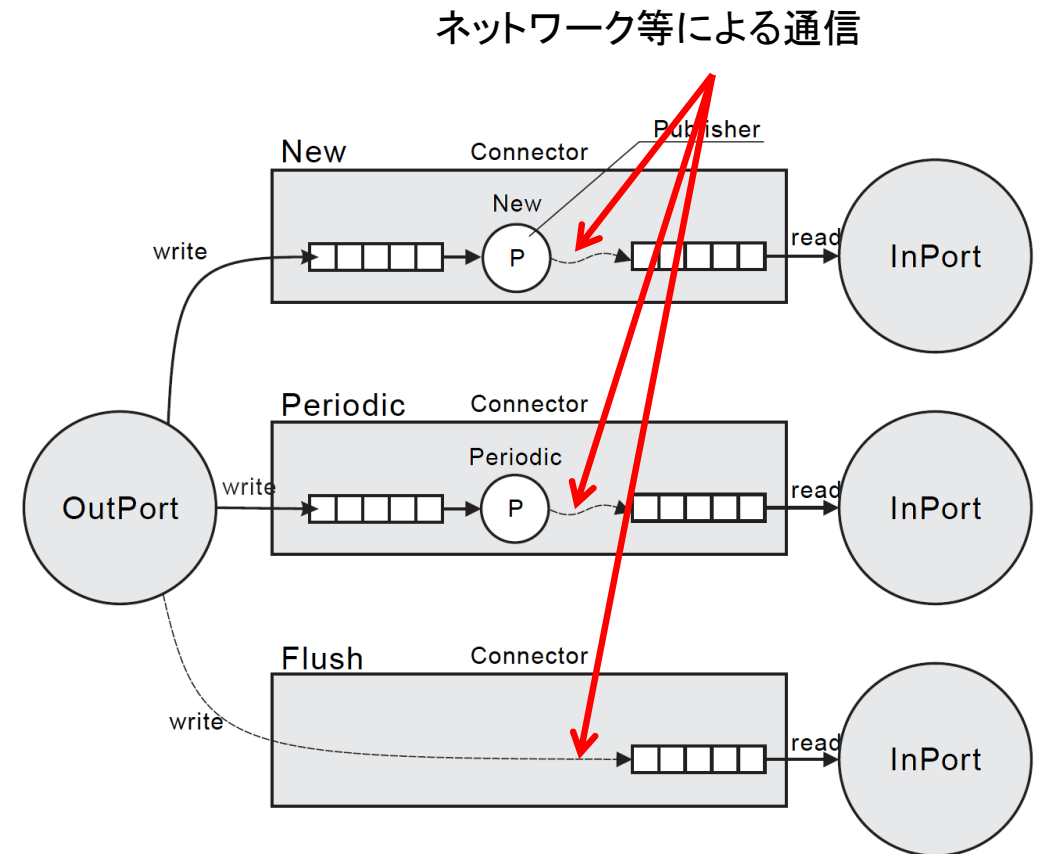 ネットワーク等による通信
Publisher
New
Connector
New
write
P
read
InPort
Periodic
Connector
Periodic
OutPort
write
P
read
InPort
Flush
Connector
write
read
InPort